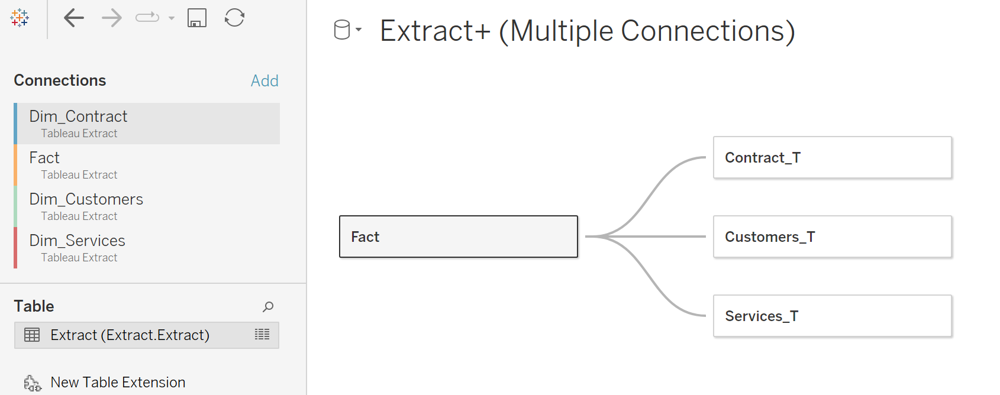 Extract+ (Multiple Connections)
Connections
Add
Dim_Contract
Tableau Extract
Fact
Tableau Extract
Dim_Customers
Tableau Extract
Dim_Services
Tableau Extract
Table
Extract (Extract.Extract)
New Table Extension
Fact
Contract_T
Customers_T
Services_T